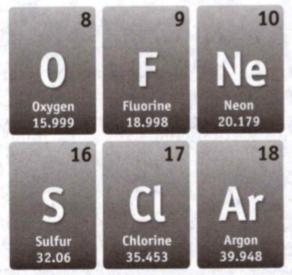 8 9 10
O F Ne
Oxygen Fluorine Neon
15.999 18.998 20.179
16 17 18
S Cl Ar
Sulfur Chlorine Argon
32.06 35.453 39.948